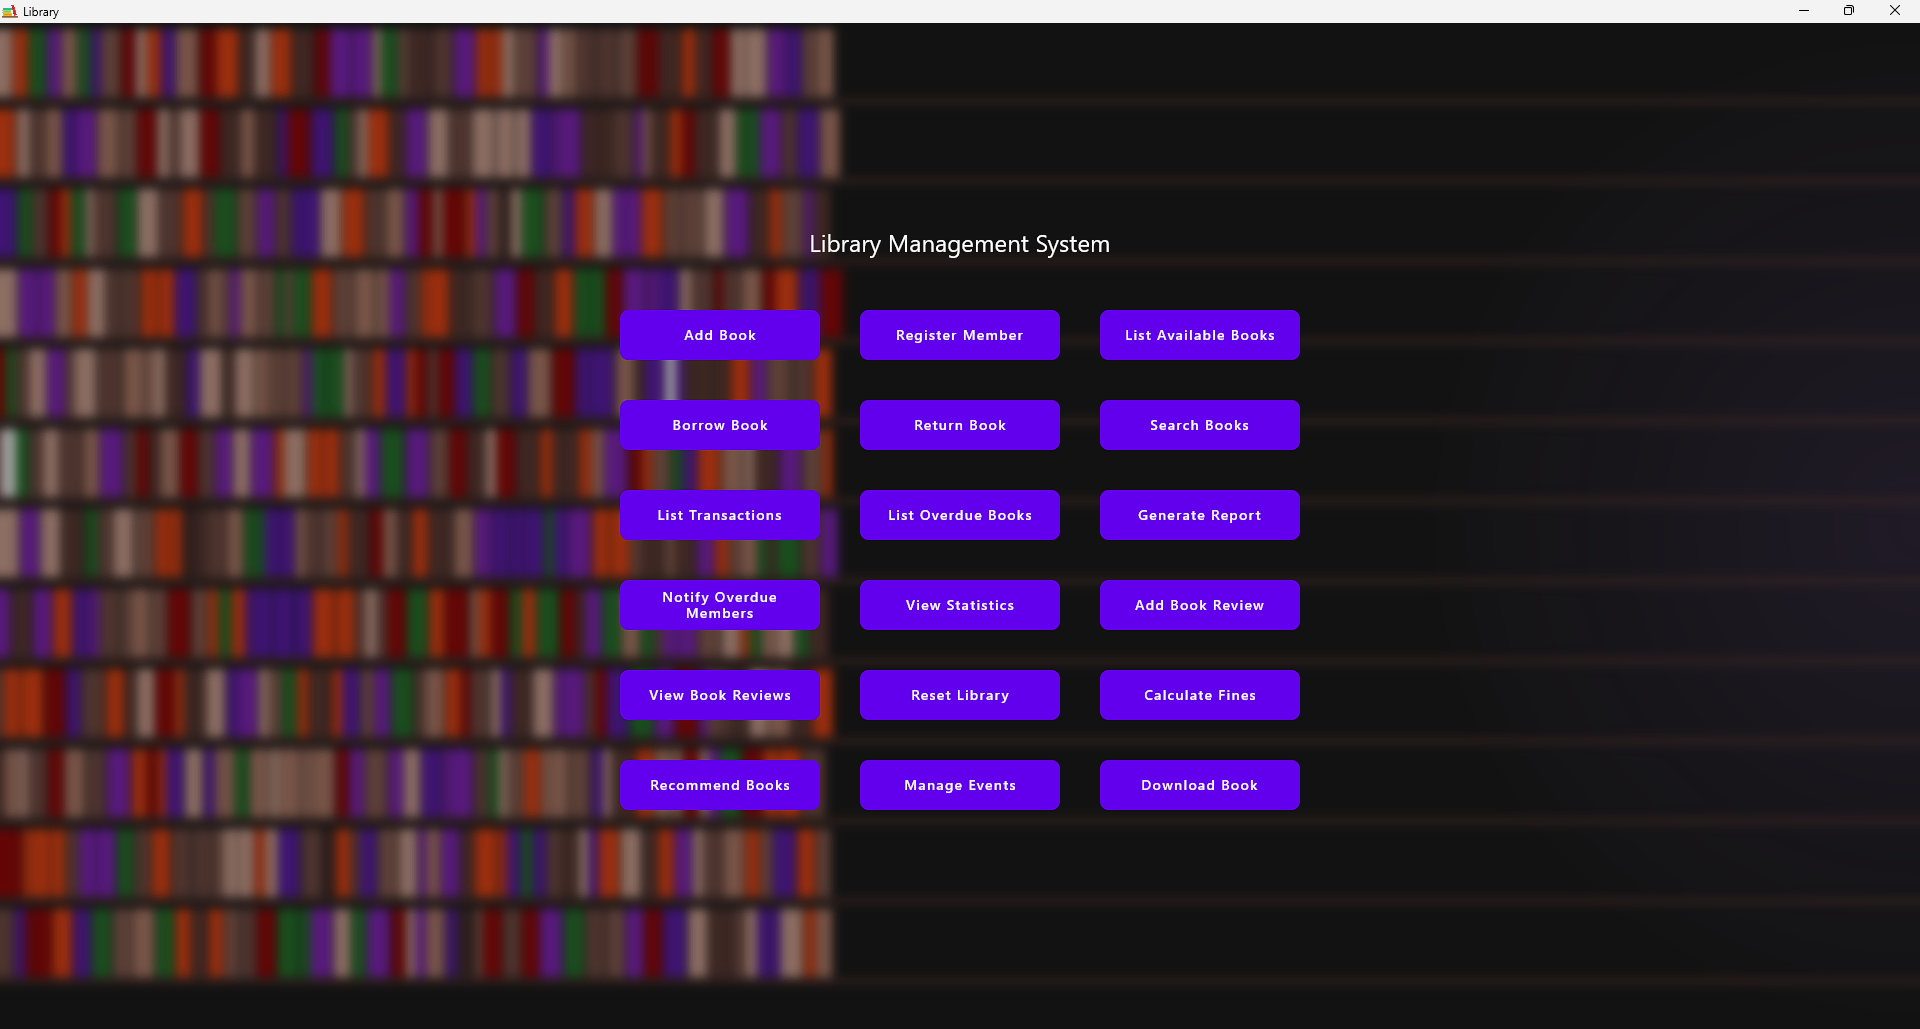 Library
Library Management System
Add Book
Register Member
List Available Books
Borrow Book
Return Book
Search Books
List Transactions
List Overdue Books
Generate Report
Notify Overdue
Members
View Statistics
Add Book Review
View Book Reviews
Reset Library
Calculate Fines
Recommend Books
Manage Events
Download Book